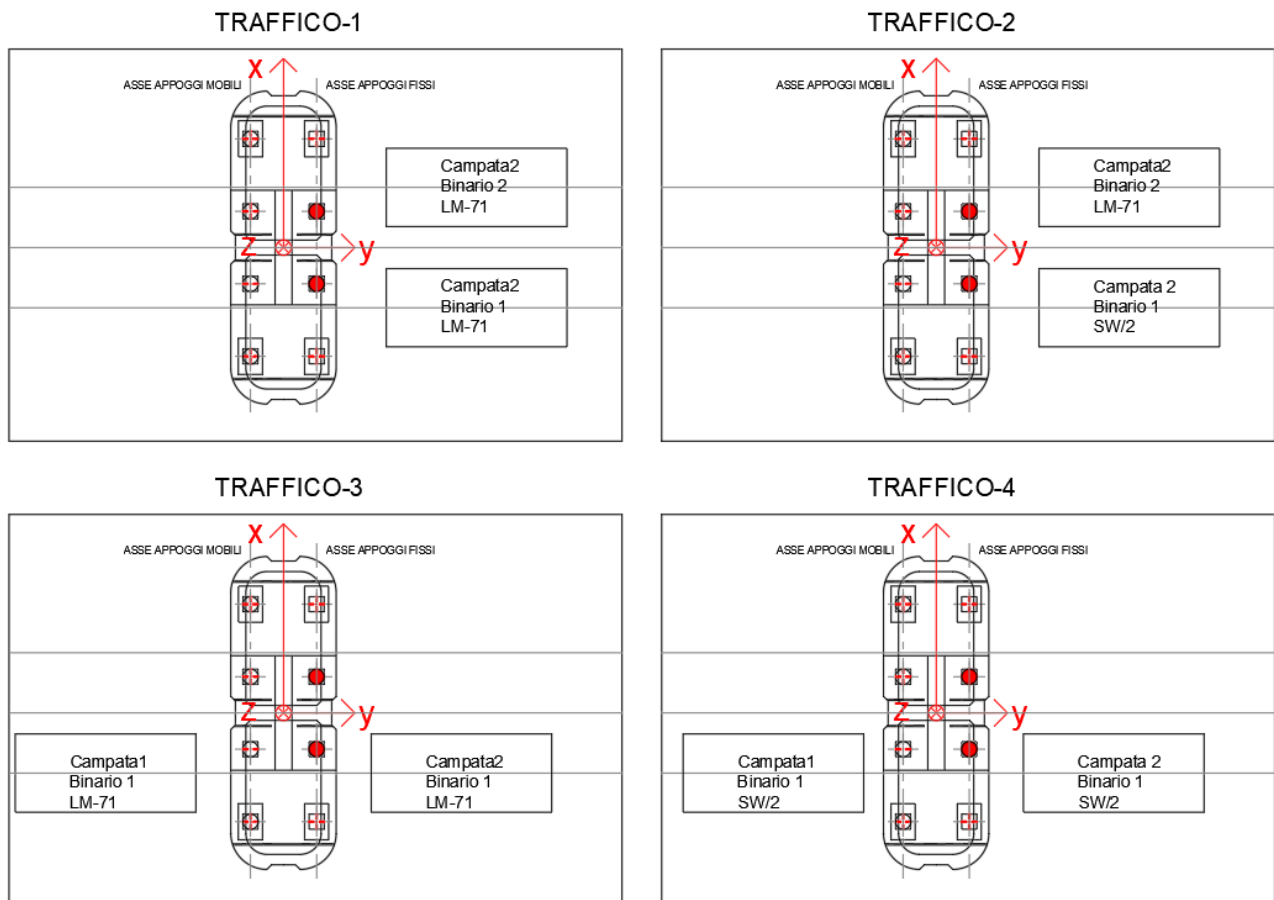 TRAFFICO-1
x
ASSE APPOGGI MOBILI
ASSE APPOGGI FISSI
Campata2
Binario 2
LM-71
z
y
Campata2
Binario 1
LM-71
TRAFFICO-2
x
ASSE APPOGGI MOBILI
ASSE APPOGGI FISSI
Campata2
Binario 2
LM-71
z
y
Campata 2
Binario 1
SW/2
TRAFFICO-3
x
ASSE APPOGGI MOBILI
ASSE APPOGGI FISSI
z
y
Campata1
Binario 1
LM-71
Campata2
Binario 1
LM-71
TRAFFICO-4
x
ASSE APPOGGI MOBILI
ASSE APPOGGI FISSI
z
y
Campata1
Binario 1
SW/2
Campata 2
Binario 1
SW/2